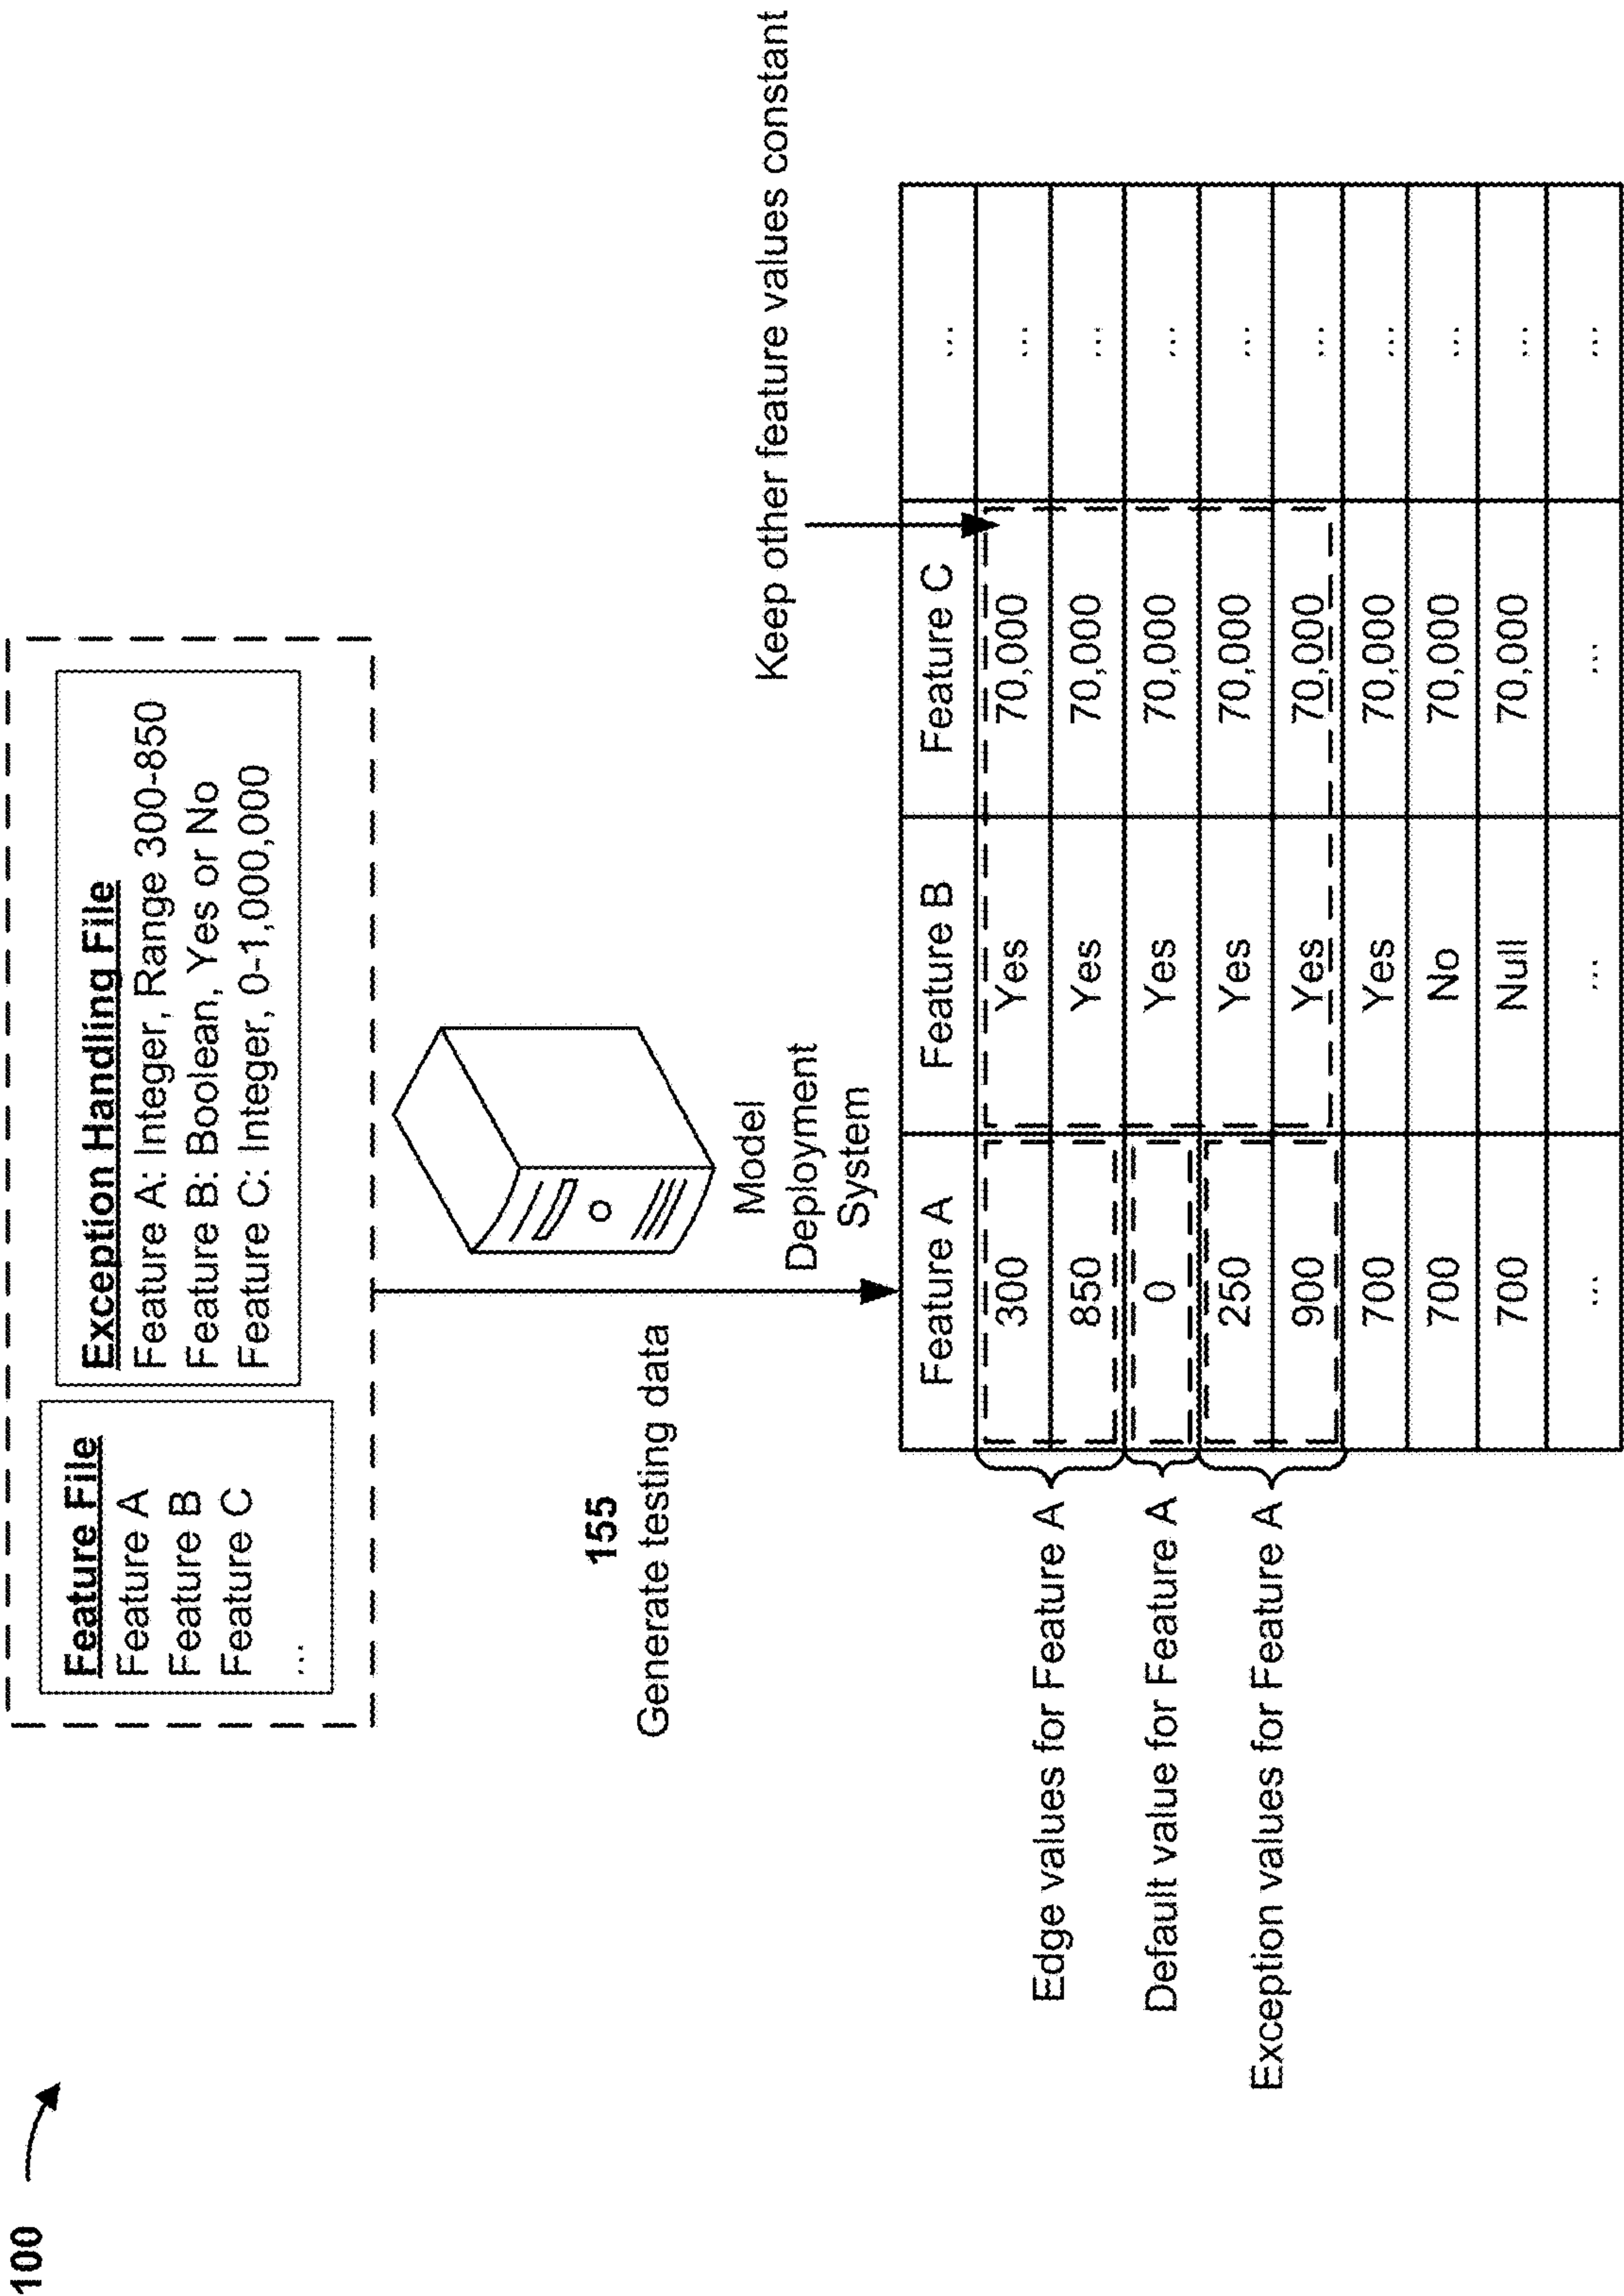 100
Feature File
Feature A
Feature B
Feature C
...
Exception Handling File
Feature A: Integer, Range 300-850
Feature B: Boolean, Yes or No
Feature C: Integer, 0-1,000,000
155
Generate testing data
Model
Deployment
System
Keep other feature values constant
Feature A Feature B Feature C ...
300 Yes 70,000 ...
850 Yes 70,000 ...
0 Yes 70,000 ...
250 Yes 70,000 ...
900 Yes 70,000 ...
700 Yes 70,000 ...
700 No 70,000 ...
700 Null 70,000 ...
... ... ... ...
Edge values for Feature A
Default value for Feature A
Exception values for Feature A